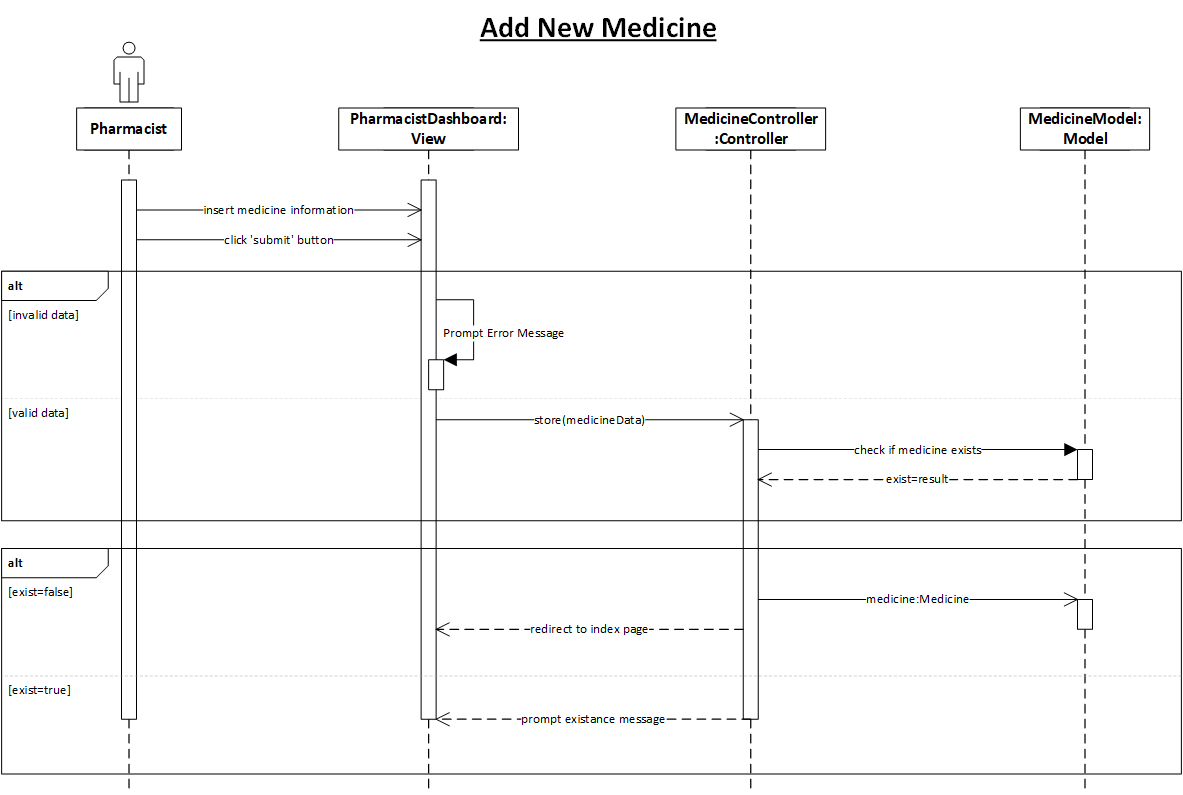 Add New Medicine
Pharmacist
PharmacistDashboard:
View
MedicineController
:Controller
MedicineModel:
Model
insert medicine information
click 'submit' button
alt
[invalid data]
Prompt Error Message
[valid data]
store(medicineData)
check if medicine exists
exist=result
alt
[exist=false]
medicine:Medicine
redirect to index page
[exist=true]
prompt existance message